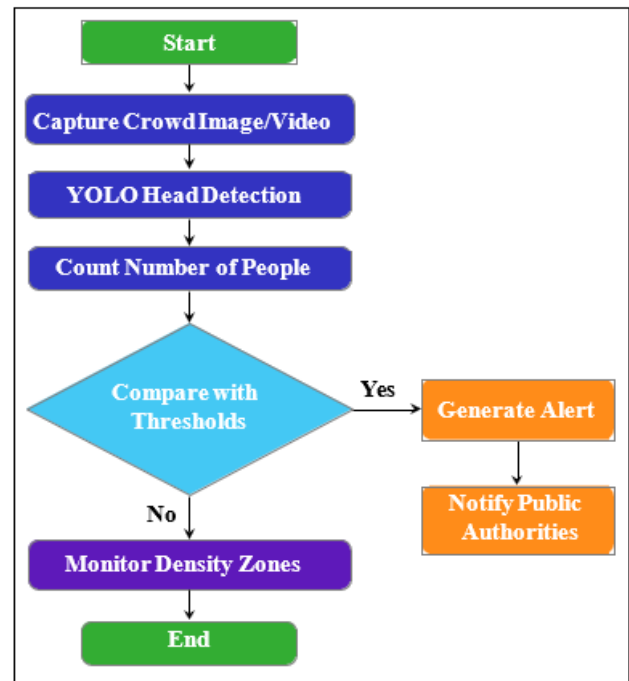 Start
Capture Crowd Image/Video
YOLO Head Detection
Count Number of People
Compare with
Thresholds
Yes
Generate Alert
Notify Public
Authorities
No
Monitor Density Zones
End